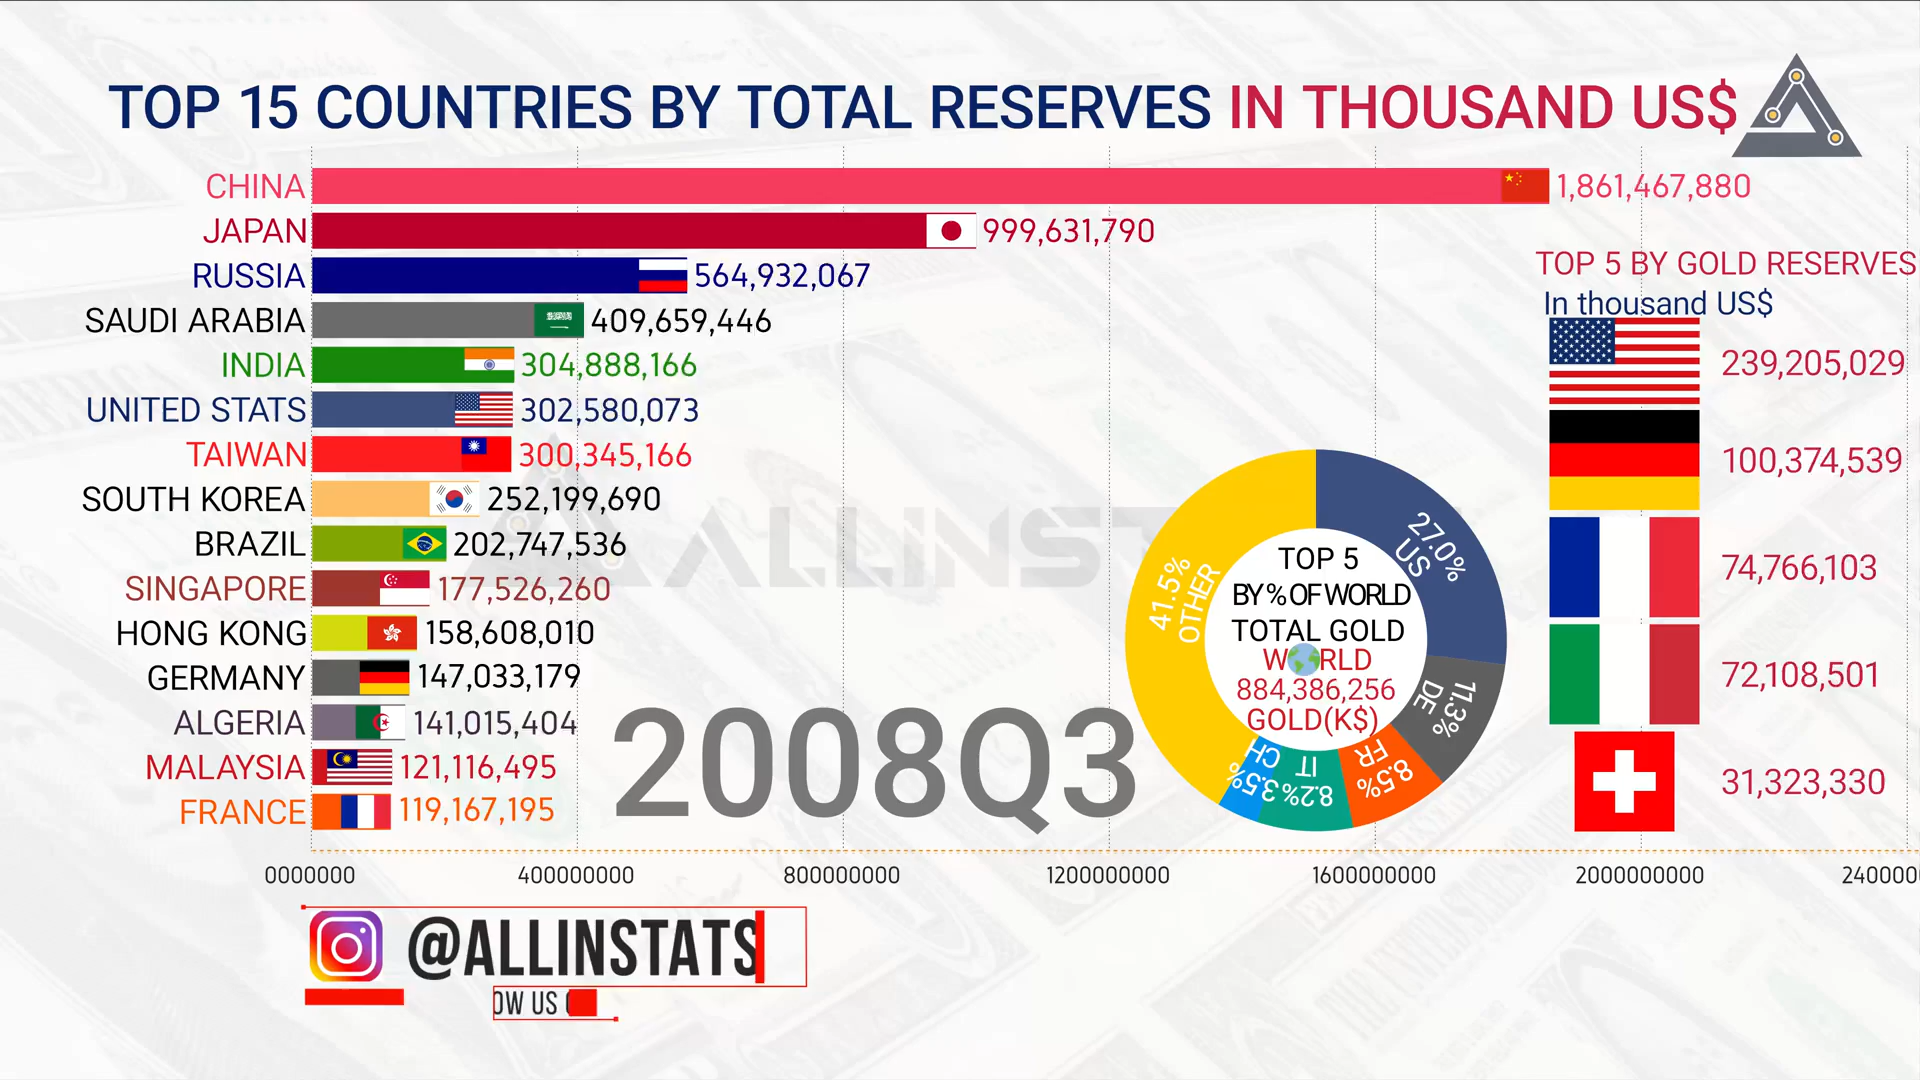 TOP 15 COUNTRIES BY TOTAL RESERVES IN THOUSAND US$
CHINA 1,861,467,880
JAPAN 999,631,790
RUSSIA 564,932,067
SAUDI ARABIA 409,659,446
INDIA 304,888,166
UNITED STATS 302,580,073
TAIWAN 300,345,166
SOUTH KOREA 252,199,690
BRAZIL 202,747,536
SINGAPORE 177,526,260
HONG KONG 158,608,010
GERMANY 147,033,179
ALGERIA 141,015,404
MALAYSIA 121,116,495
FRANCE 119,167,195
2008Q3
0000000 400000000 800000000 1200000000 1600000000 2000000000 240000
ALLINST
TOP 5
BY % OF WORLD
TOTAL GOLD
W RLD
884,386,256
GOLD(K$)
27.0%
US
11.3%
DE
8.5%
FR
8.2%
IT
3.5%
CH
41.5%
OTHER
TOP 5 BY GOLD RESERVES
In thousand US$
239,205,029
100,374,539
74,766,103
72,108,501
31,323,330
@ALLINSTATS
OW US